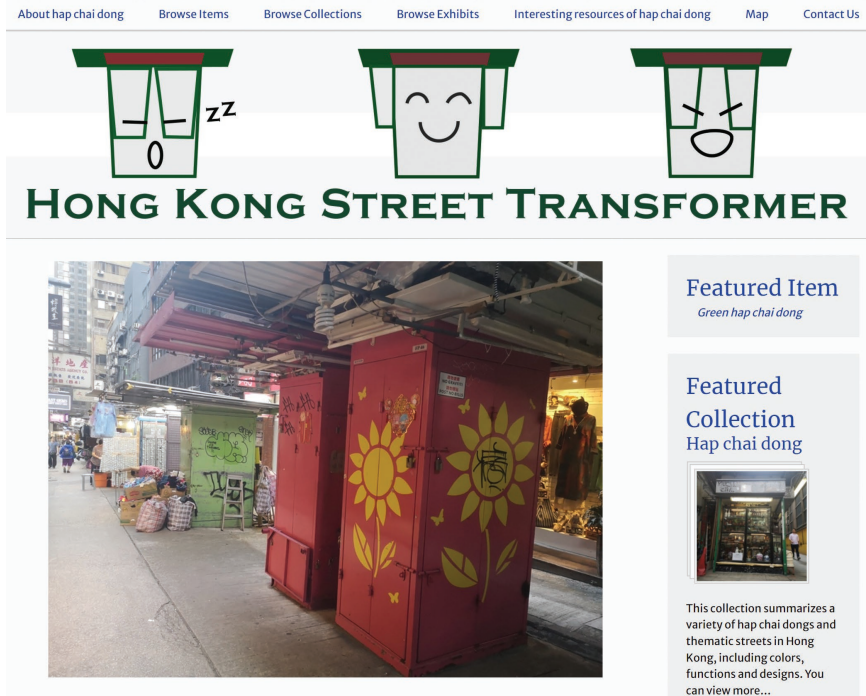 About hap chai dong
Browse Items
Browse Collections
Browse Exhibits
Interesting resources of hap chai dong
Map
Contact Us
zZ
HONG KONG STREET TRANSFORMER
Featured Item
Green hap chai dong
Featured
Collection
Hap chai dong
This collection summarizes a
variety of hap chai dongs and
thematic streets in Hong
Kong, including colors,
functions and designs. You
can view more...